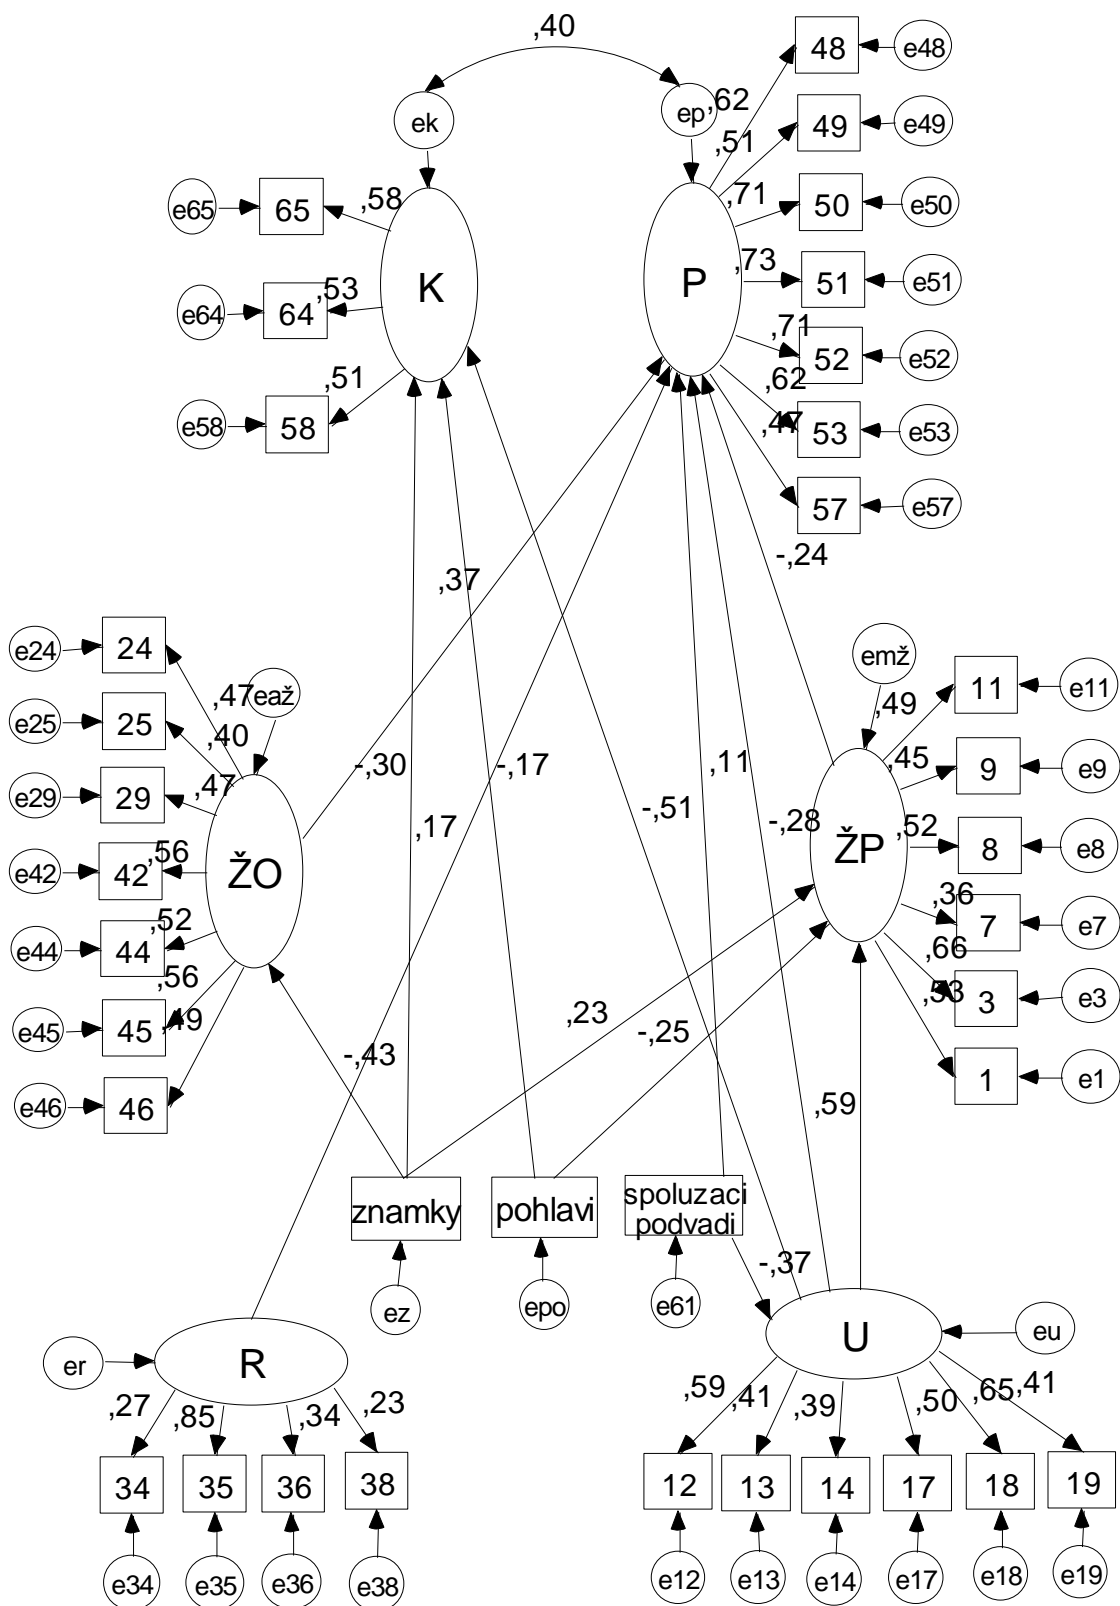 ,40
48
e48
ek
ep
,62
49
e49
,51
e65
65
,58
,71
50
e50
K
P
,73
51
e51
e64
64
,53
,71
52
e52
,51
,62
e58
58
,47
53
e53
57
e57
-,24
,37
e24
24
emž
11
e11
,47
eaž
,49
e25
25
,40
,45
9
e9
-,30
-,17
,11
e29
29
,47
-,51
-,28
,52
,17
e42
42
,56
ŽO
ŽP
8
e8
,36
e44
44
,52
7
e7
,66
,56
,53
3
e3
e45
45
,49
,23
-,25
-,43
1
e1
e46
46
,59
znamky
pohlavi
spoluzaci
podvadi
-,37
ez
epo
e61
er
R
U
eu
,27
,85
,34
,23
,59
,41
,39
,50
,65
,41
34
35
36
38
12
13
14
17
18
19
e34
e35
e36
e38
e12
e13
e14
e17
e18
e19